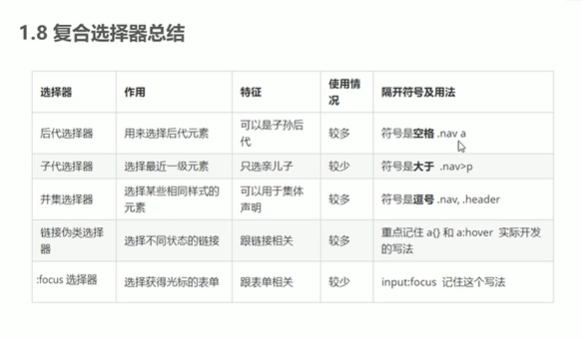 1.8 复合选择器总结
选择器 作用 特征 使用情况 隔开符号及用法
后代选择器 用来选择后代元素 可以是子孙后代 较多 符号是空格 .nav a
子代选择器 选择最近一级元素 只选亲儿子 较少 符号是大于 .nav>p
并集选择器 选择某些相同样式的元素 可以用于集体声明 较多 符号是逗号 .nav, .header
链接伪类选择器 选择不同状态的链接 跟链接相关 较多 重点记住 a{} 和 a:hover 实际开发的写法
:focus 选择器 选择获得光标的表单 跟表单相关 较少 input:focus 记住这个写法